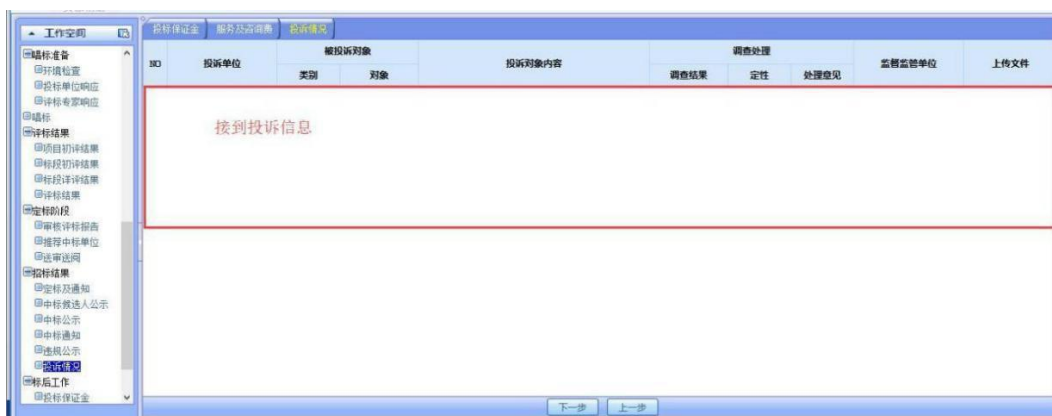 工作空间
唱标准备
环境检查
投标单位响应
评标专家响应
唱标
评标结果
项目初评结果
标段初评结果
标段详评结果
评标结果
定标阶段
审核评标报告
推荐中标单位
送审送阅
招标结果
定标及通知
中标候选人公示
中标公示
中标通知
违规公示
投诉情况
标后工作
投标保证金
投标保证金 服务及咨询费 投诉情况
NO 投诉单位 被投诉对象 投诉对象内容 调查处理 监督监管单位 上传文件
类别 对象 调查结果 定性 处理意见
接到投诉信息
下一步 上一步